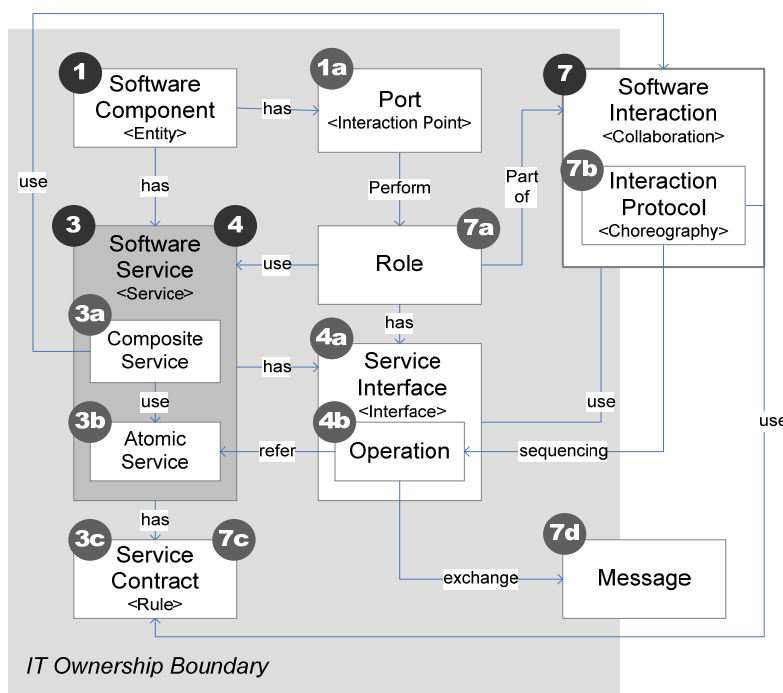 1
Software
Component
<Entity>
has
1a
Port
<Interaction Point>
7
Software
Interaction
<Collaboration>
7b
Interaction
Protocol
<Choreography>
use
has
Perform
Part
of
3
4
Software
Service
<Service>
use
7a
Role
3a
Composite
Service
has
has
4a
Service
Interface
<Interface>
use
use
use
3b
Atomic
Service
refer
4b
Operation
sequencing
has
3c
7c
Service
Contract
<Rule>
exchange
7d
Message
IT Ownership Boundary